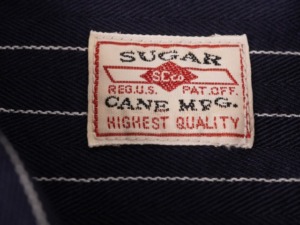 SUGAR
SCCo
REG.U.S. PAT.OFF.
CANE MFG.
HIGHEST QUALITY